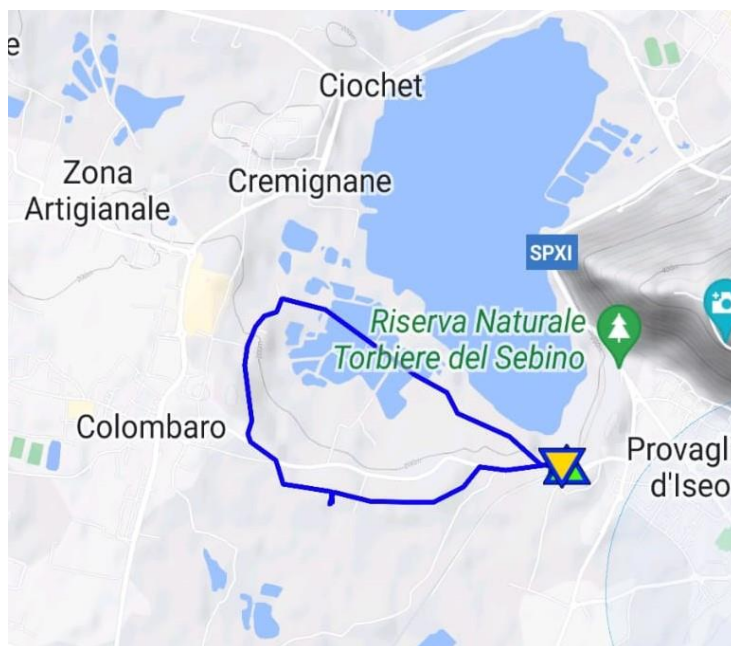 e
Ciochet
Zona
Artigianale
Cremignane
SPXI
Riserva Naturale
Torbiere del Sebino
Colombaro
Provagl
d'Iseo